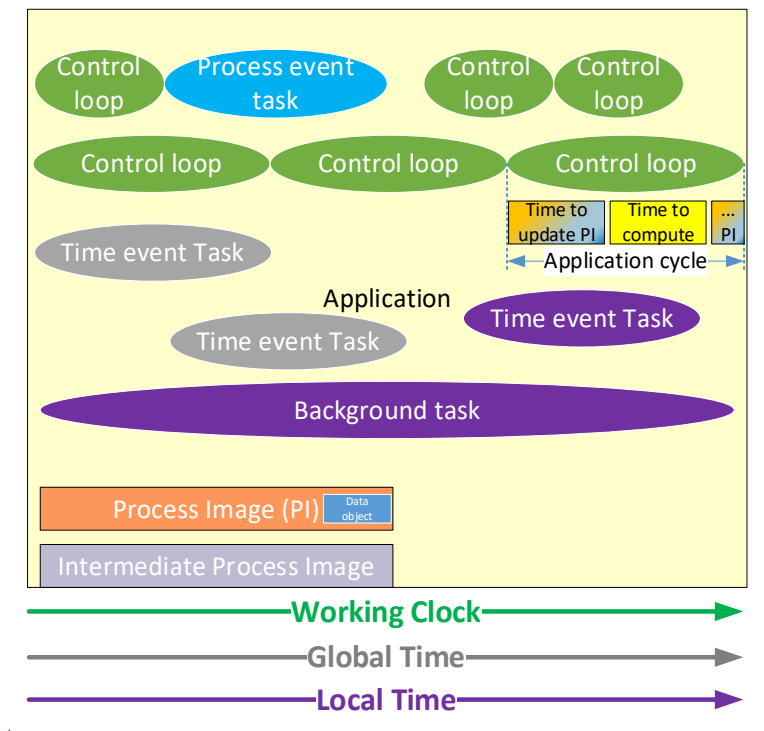 Control
loop
Process event
task
Control
loop
Control
loop
Control loop
Control loop
Control loop
Time to
update PI
Time to
compute
...
PI
Application cycle
Time event Task
Application
Time event Task
Time event Task
Background task
Process Image (PI)
Data
object
Intermediate Process Image
Working Clock
Global Time
Local Time